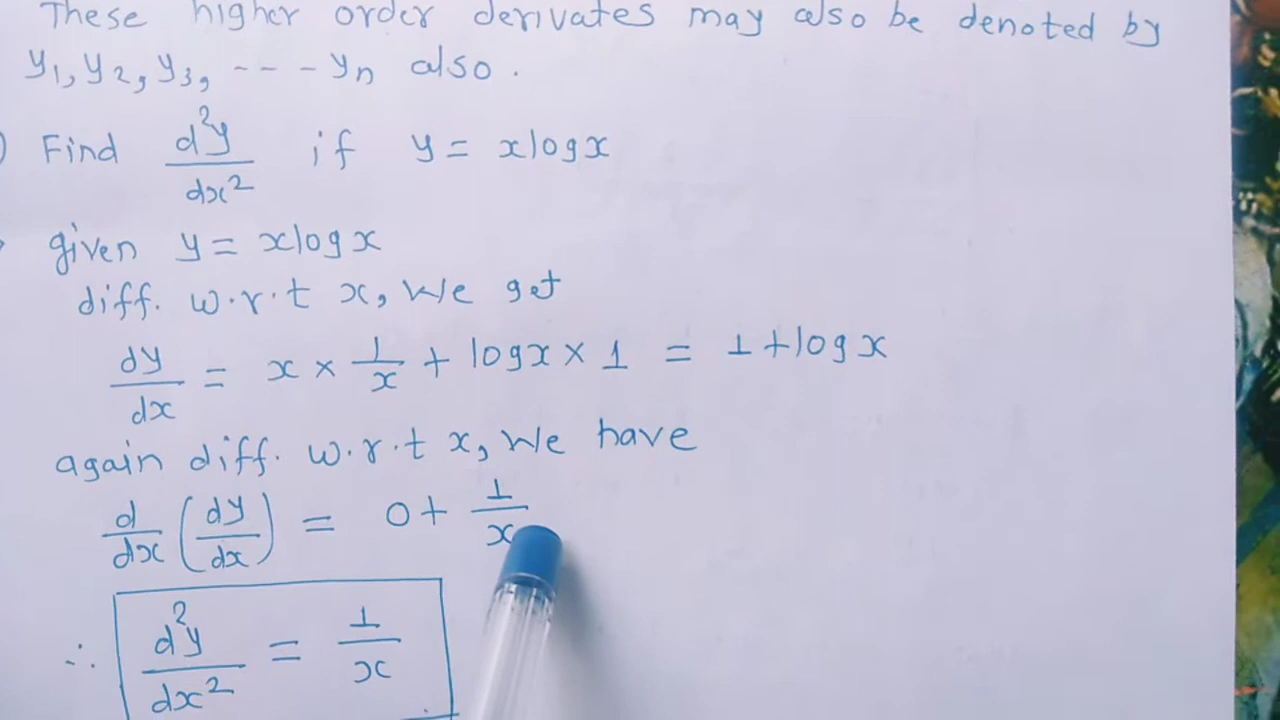 These higher order derivates may also be denoted by
y₁, y₂, y₃, - - - yₙ also.
) Find d²y/dx² if y = xlogx
given y = xlogx
diff. w.r.t x, We get
dy/dx = x × 1/x + logx × 1 = 1 + logx
again diff. w.r.t x, We have
d/dx (dy/dx) = 0 + 1/x
∴ d²y/dx² = 1/x